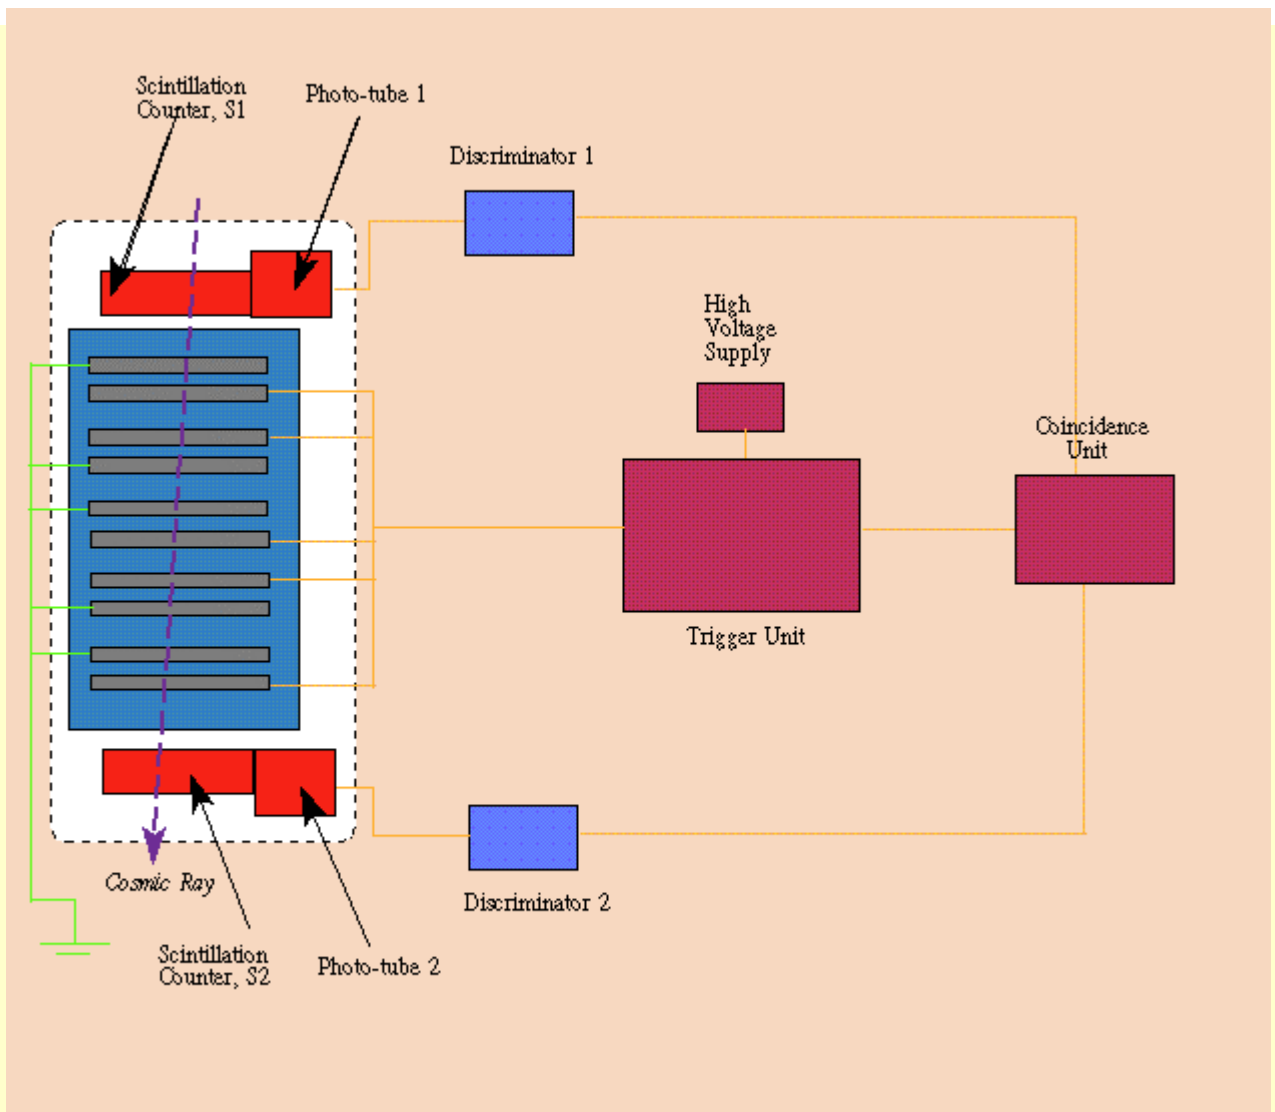 Scintillation
Counter, S1
Photo-tube 1
Discriminator 1
High
Voltage
Supply
Coincidence
Unit
Trigger Unit
Cosmic Ray
Discriminator 2
Scintillation
Counter, S2
Photo-tube 2